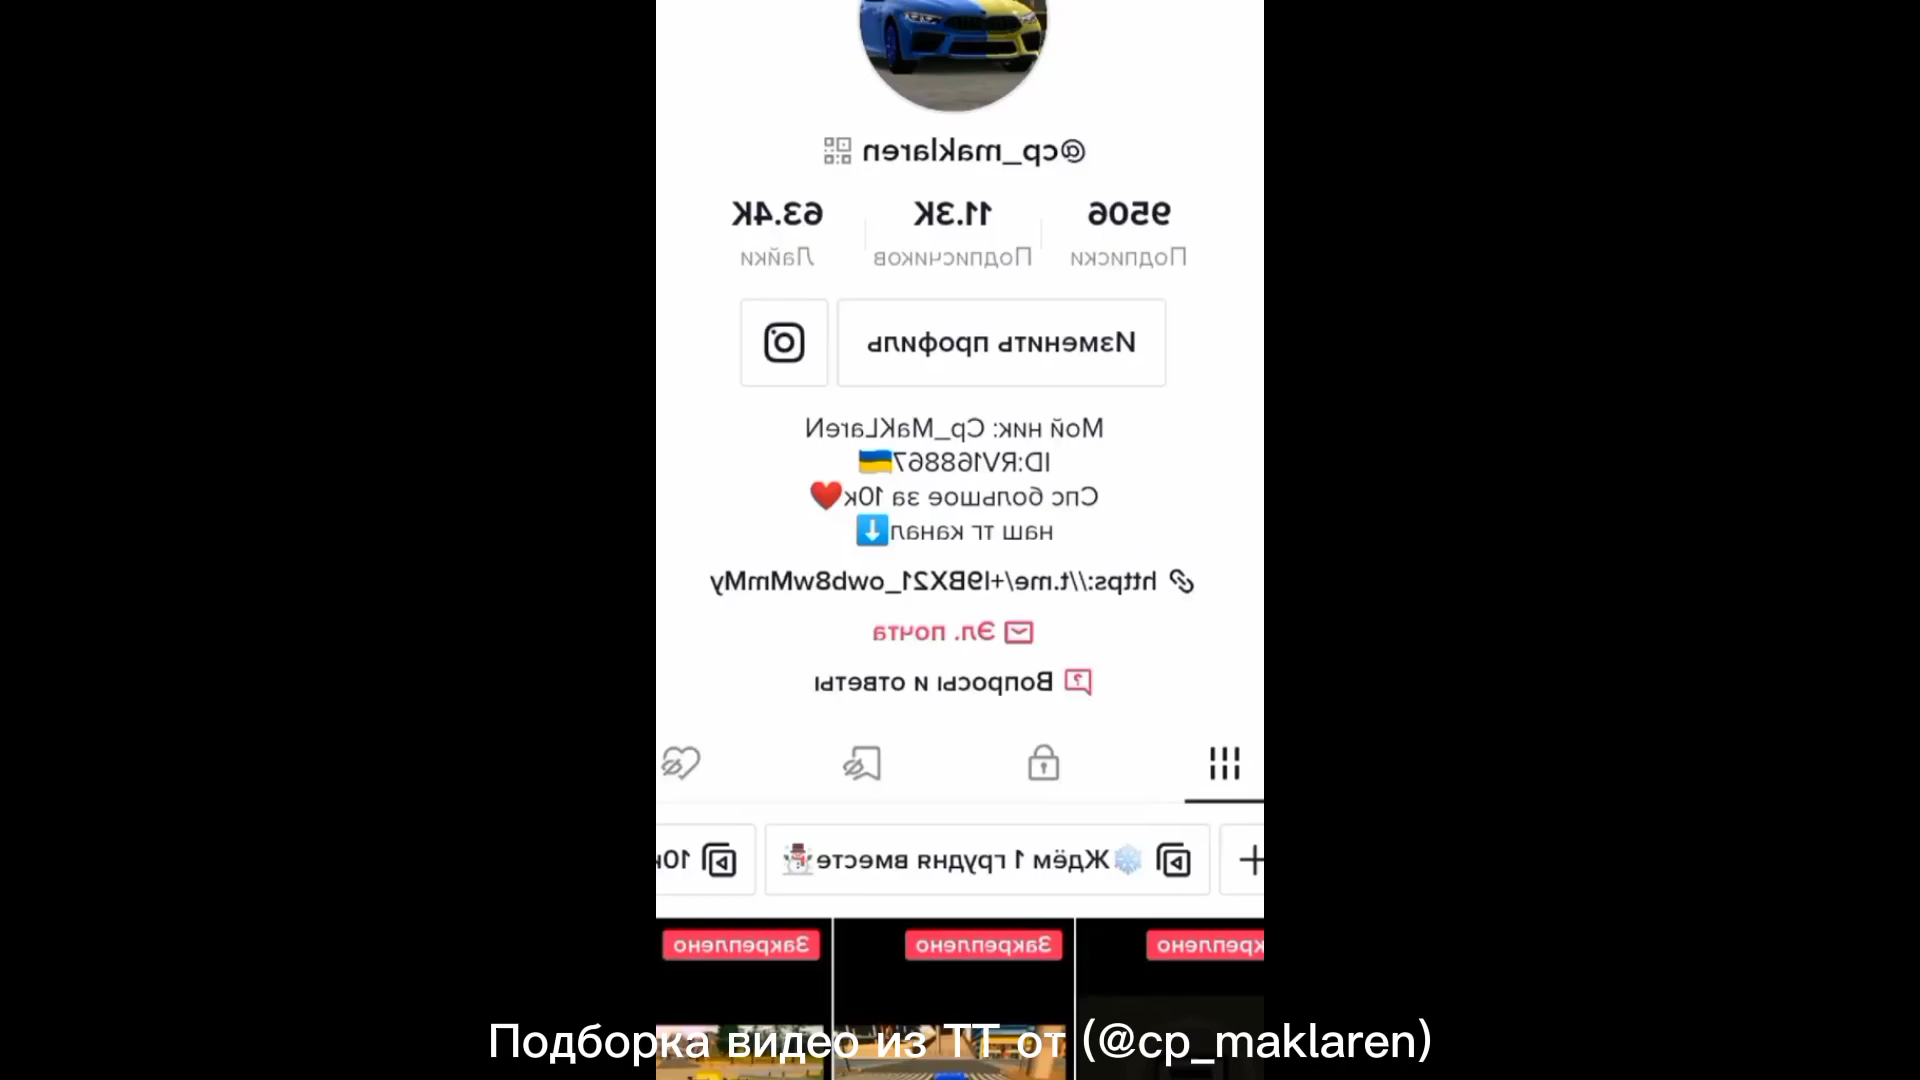 @cp_maklaren
9506 11.3K 63.4K
Подписки Подписчиков Лайки
Изменить профиль
Мой ник: Cp_MaKLareN
ID:RV168867🇺🇦
Спс большое за 10к❤️
наш тг канал⬇️
https://t.me/+I9BX21_owb8wMmMy
Эл. почта
Вопросы и ответы
❄️Ждём 1 грудня вместе☃️ 10к
Закреплено Закреплено
Подборка видео из ТТ от (@cp_maklaren)